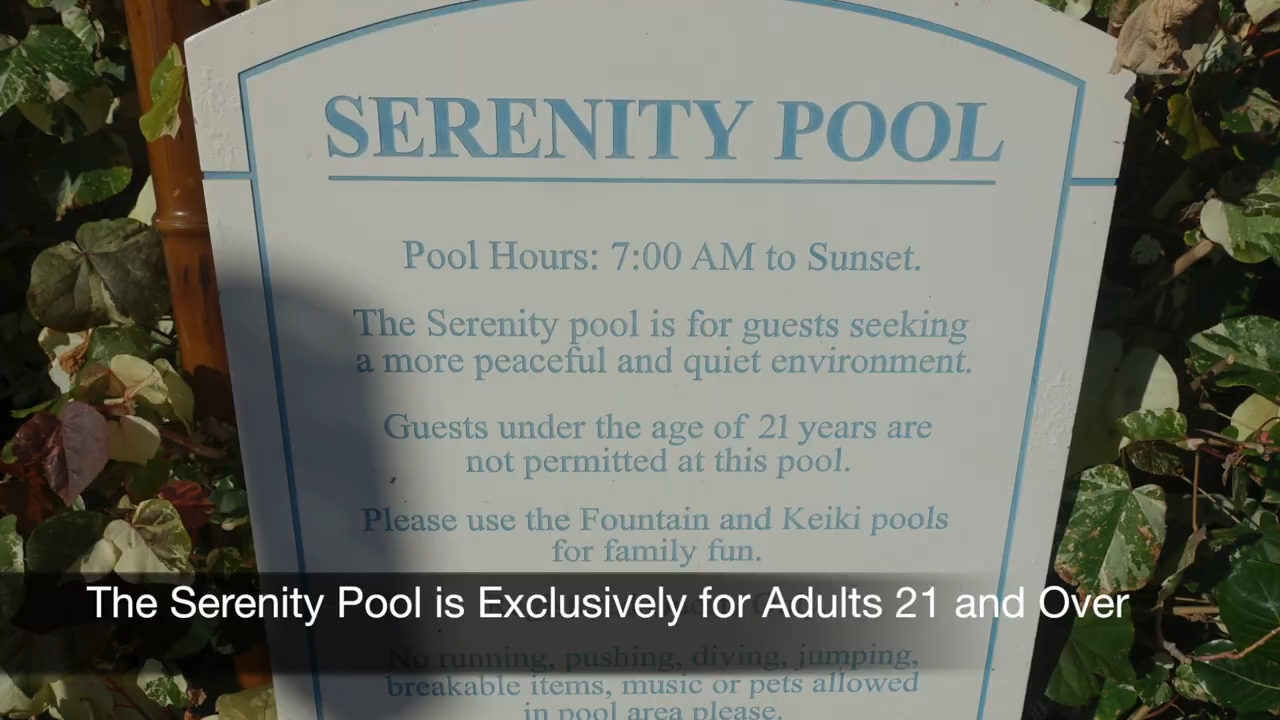 SERENITY POOL
Pool Hours: 7:00 AM to Sunset.
The Serenity pool is for guests seeking
a more peaceful and quiet environment.
Guests under the age of 21 years are
not permitted at this pool.
Please use the Fountain and Keiki pools
for family fun.
The Serenity Pool is Exclusively for Adults 21 and Over
No running, pushing, diving, jumping,
breakable items, music or pets allowed
in pool area please.